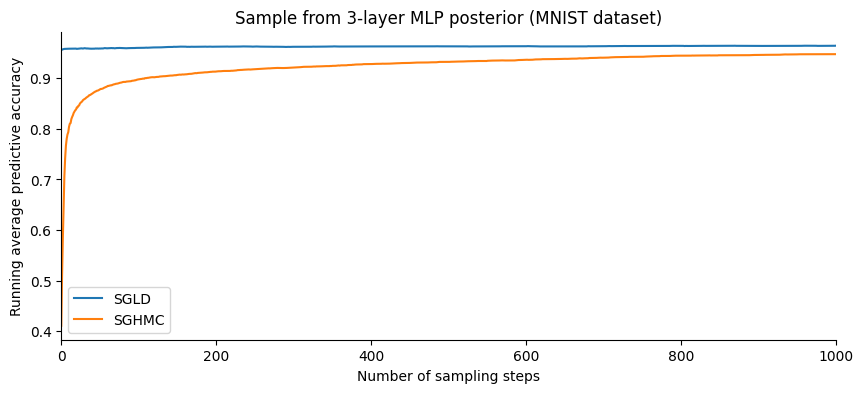 Sample from 3-layer MLP posterior (MNIST dataset)
Running average predictive accuracy
0.9
0.8
0.7
0.6
0.5
0.4
SGLD
SGHMC
0 200 400 600 800 1000
Number of sampling steps